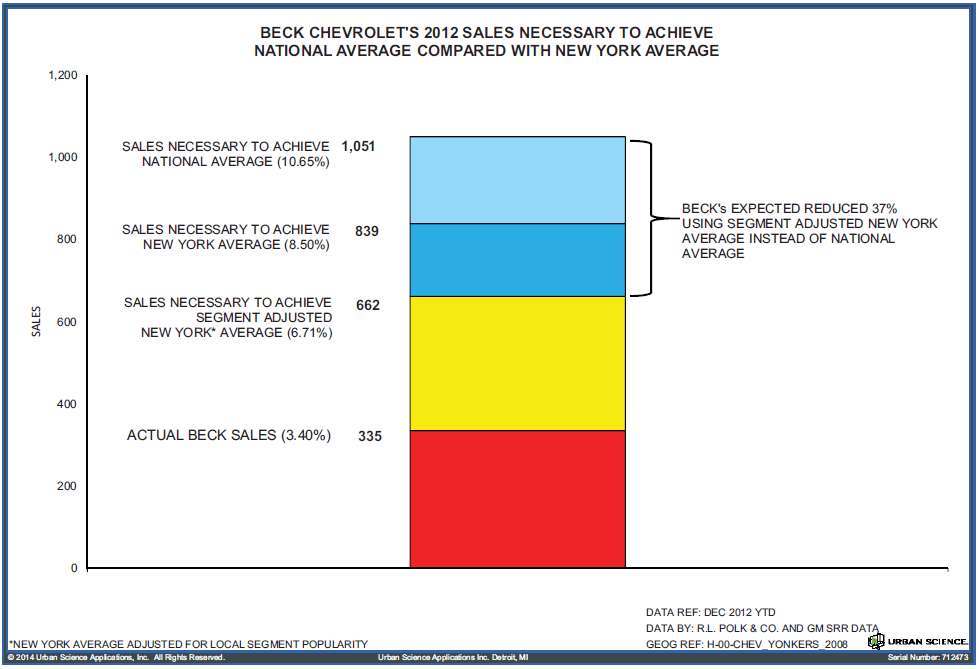 BECK CHEVROLET'S 2012 SALES NECESSARY TO ACHIEVE
NATIONAL AVERAGE COMPARED WITH NEW YORK AVERAGE
1,200
1,000
800
600
400
200
0
SALES
SALES NECESSARY TO ACHIEVE 1,051
NATIONAL AVERAGE (10.65%)
SALES NECESSARY TO ACHIEVE 839
NEW YORK AVERAGE (8.50%)
SALES NECESSARY TO ACHIEVE 662
SEGMENT ADJUSTED
NEW YORK* AVERAGE (6.71%)
ACTUAL BECK SALES (3.40%) 335
BECK's EXPECTED REDUCED 37%
USING SEGMENT ADJUSTED NEW YORK
AVERAGE INSTEAD OF NATIONAL
AVERAGE
DATA REF: DEC 2012 YTD
DATA BY: R.L. POLK & CO. AND GM SRR DATA
GEOG REF: H-00-CHEV_YONKERS_2008
URBAN SCIENCE.
*NEW YORK AVERAGE ADJUSTED FOR LOCAL SEGMENT POPULARITY
© 2014 Urban Science Applications, Inc. All Rights Reserved. Urban Science Applications Inc. Detroit, MI Serial Number: 712473